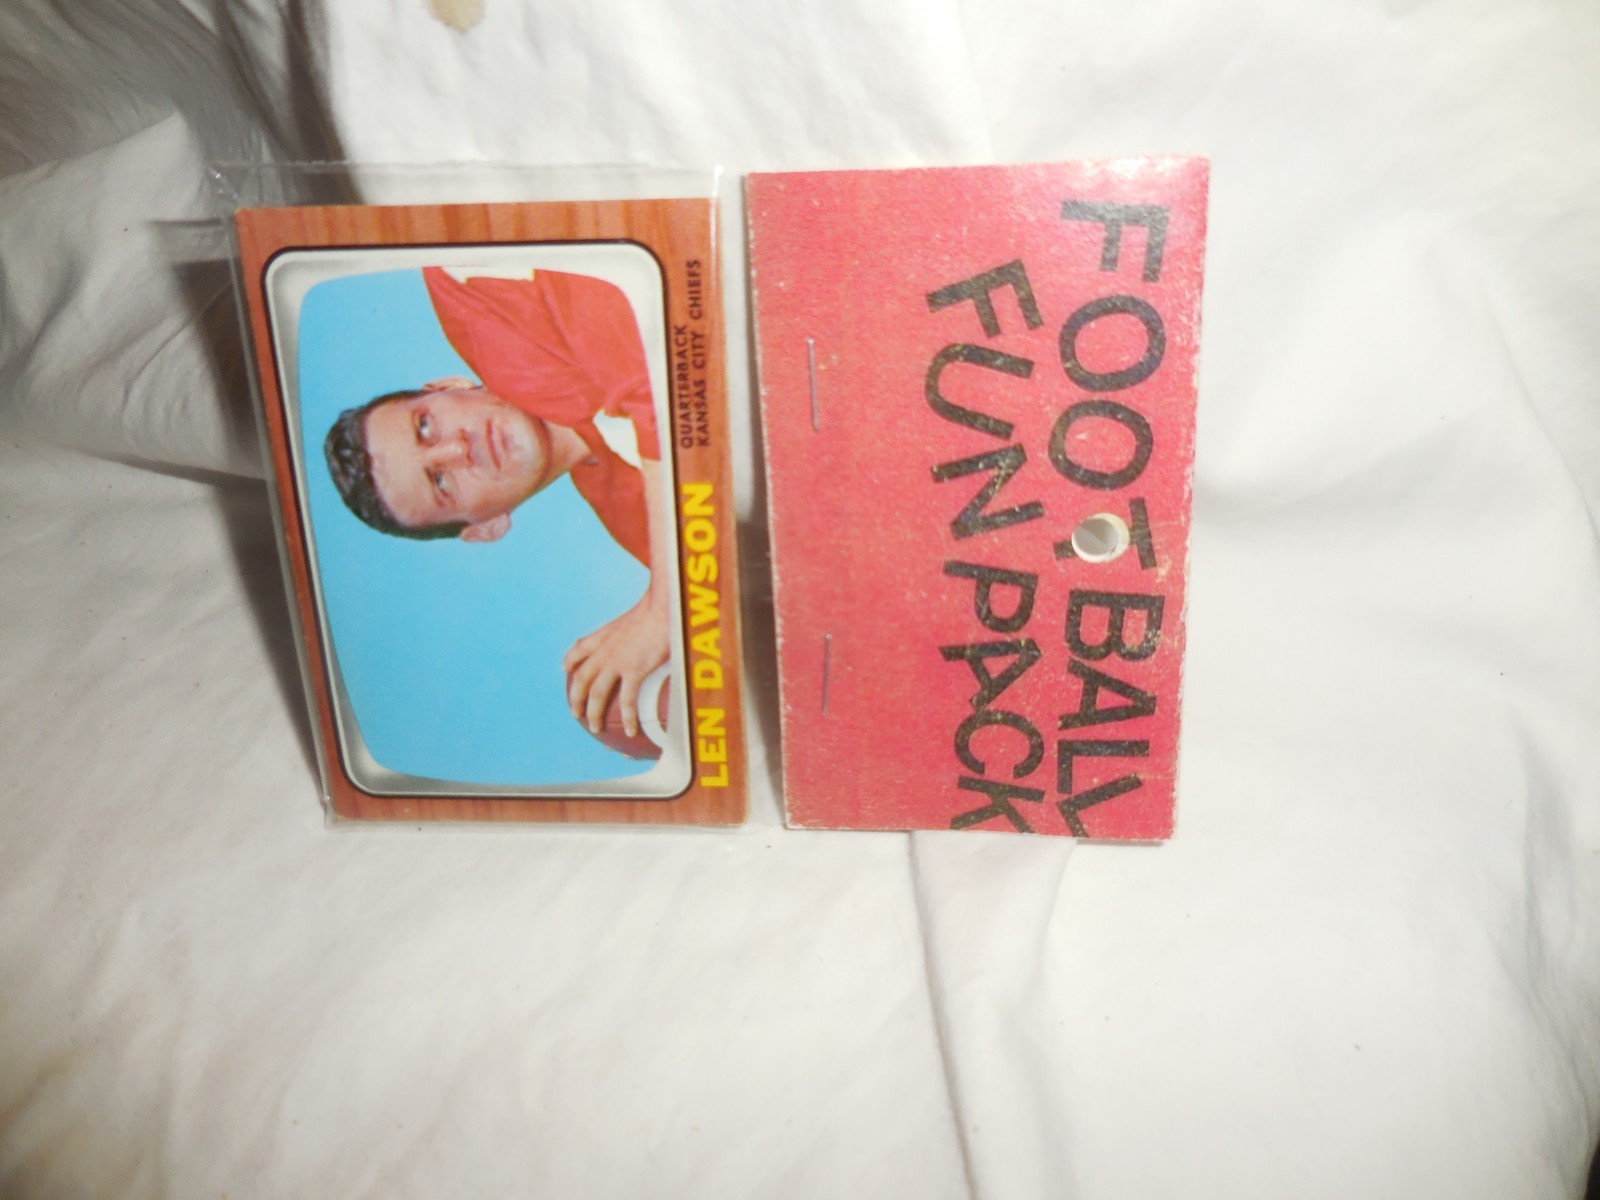 LEN DAWSON
QUARTERBACK
KANSAS CITY CHIEFS
FOOTBALL
FUN PACK